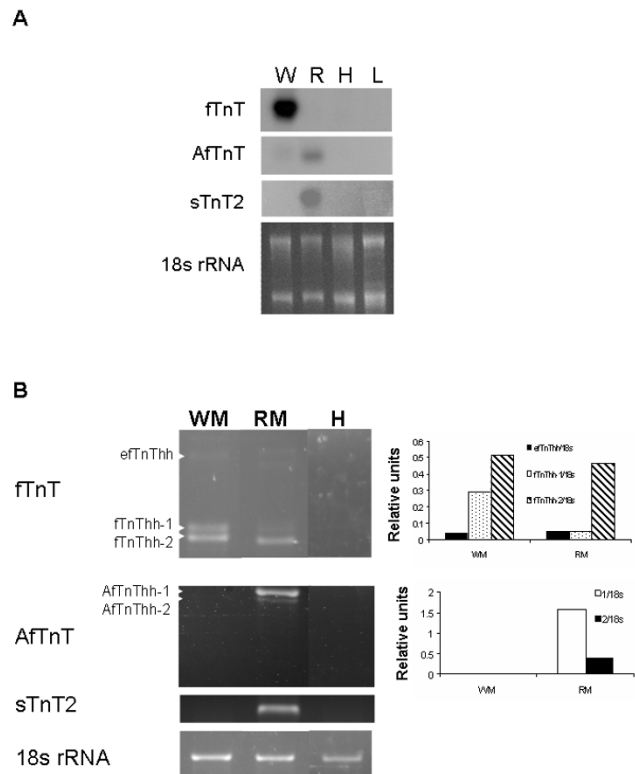 A
W R H L
fTnT
AfTnT
sTnT2
18s rRNA
B
WM RM H
efTnThh
fTnT
fTnThh-1
fTnThh-2
Relative units
0.6
0.5
0.4
0.3
0.2
0.1
0
efTnThh/18s
fTnThh-1/18s
fTnThh-2/18s
WM RM
AfTnThh-1
AfTnThh-2
AfTnT
Relative units
2
1.5
1
0.5
0
1/18s
2/18s
WM RM
sTnT2
18s rRNA